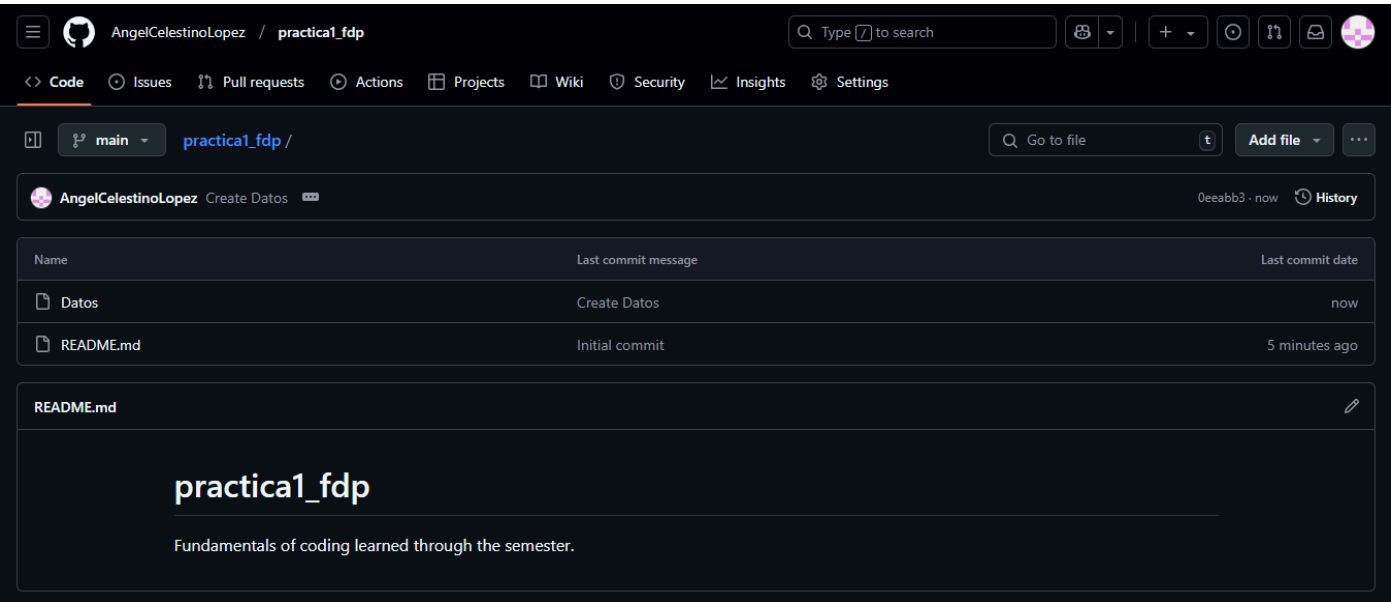 AngelCelestinoLopez / practica1_fdp Type / to search
Code Issues Pull requests Actions Projects Wiki Security Insights Settings
main practica1_fdp / Go to file t Add file
AngelCelestinoLopez Create Datos 0eeabb3 · now History
Name Last commit message Last commit date
Datos Create Datos now
README.md Initial commit 5 minutes ago
README.md
practica1_fdp
Fundamentals of coding learned through the semester.